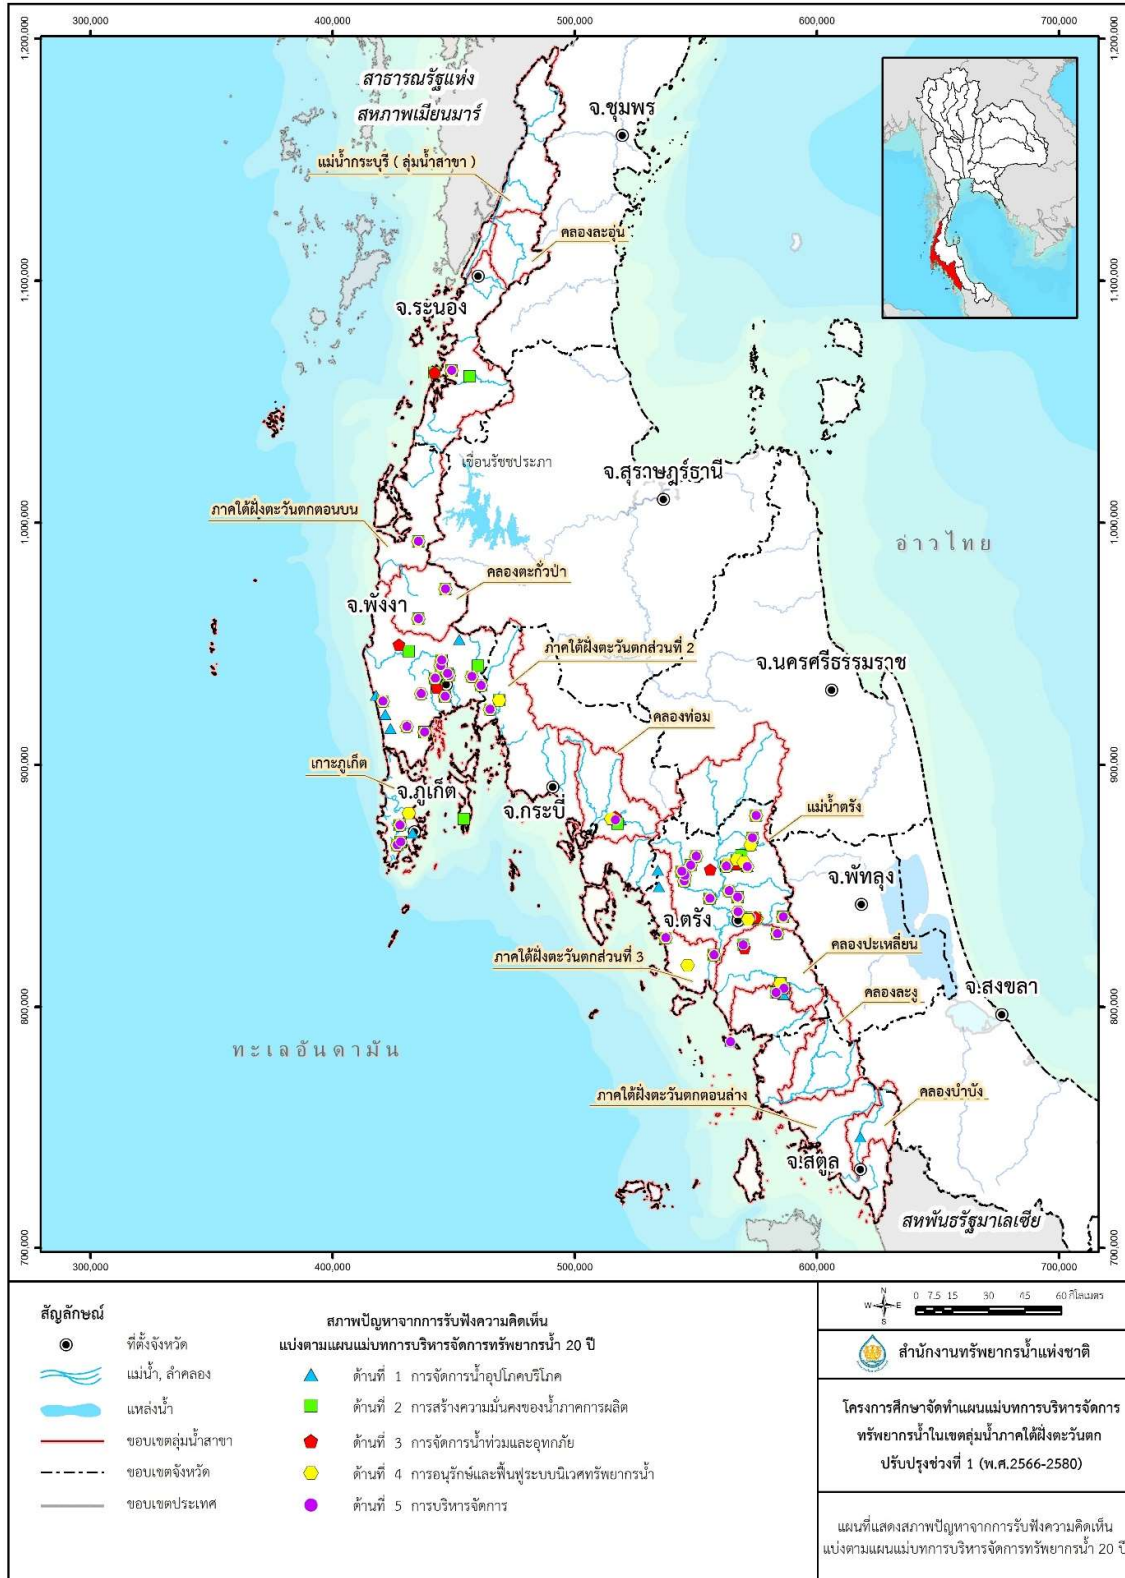 300,000
400,000
500,000
600,000
700,000
1,200,000
1,200,000
สาธารณรัฐแห่ง
สหภาพเมียนมาร์
จ.ชุมพร
แม่น้ำกระบุรี ( ลุ่มน้ำสาขา )
คลองละอุ่น
1,100,000
1,100,000
จ.ระนอง
เขื่อนรัชชประภา
จ.สุราษฎร์ธานี
ภาคใต้ฝั่งตะวันตกตอนบน
1,000,000
1,000,000
อ่าวไทย
คลองตะกั่วป่า
จ.พังงา
ภาคใต้ฝั่งตะวันตกส่วนที่ 2
จ.นครศรีธรรมราช
คลองท่อม
เกาะภูเก็ต
900,000
900,000
จ.ภูเก็ต
จ.กระบี่
แม่น้ำตรัง
จ.พัทลุง
จ.ตรัง
คลองปะเหลียน
ภาคใต้ฝั่งตะวันตกส่วนที่ 3
คลองละงู
จ.สงขลา
800,000
800,000
ทะเลอันดามัน
ภาคใต้ฝั่งตะวันตกตอนล่าง
คลองบำบัง
จ.สตูล
สหพันธรัฐมาเลเซีย
700,000
700,000
300,000
400,000
500,000
600,000
700,000
สัญลักษณ์
ที่ตั้งจังหวัด
แม่น้ำ, ลำคลอง
แหล่งน้ำ
ขอบเขตลุ่มน้ำสาขา
ขอบเขตจังหวัด
ขอบเขตประเทศ
สภาพปัญหาจากการรับฟังความคิดเห็น
แบ่งตามแผนแม่บทการบริหารจัดการทรัพยากรน้ำ 20 ปี
ด้านที่ 1 การจัดการน้ำอุปโภคบริโภค
ด้านที่ 2 การสร้างความมั่นคงของน้ำภาคการผลิต
ด้านที่ 3 การจัดการน้ำท่วมและอุทกภัย
ด้านที่ 4 การอนุรักษ์และฟื้นฟูระบบนิเวศทรัพยากรน้ำ
ด้านที่ 5 การบริหารจัดการ
N
W E
S
0 7.5 15 30 45 60 กิโลเมตร
สำนักงานทรัพยากรน้ำแห่งชาติ
โครงการศึกษาจัดทำแผนแม่บทการบริหารจัดการ
ทรัพยากรน้ำในเขตลุ่มน้ำภาคใต้ฝั่งตะวันตก
ปรับปรุงช่วงที่ 1 (พ.ศ.2566-2580)
แผนที่แสดงสภาพปัญหาจากการรับฟังความคิดเห็น
แบ่งตามแผนแม่บทการบริหารจัดการทรัพยากรน้ำ 20 ปี